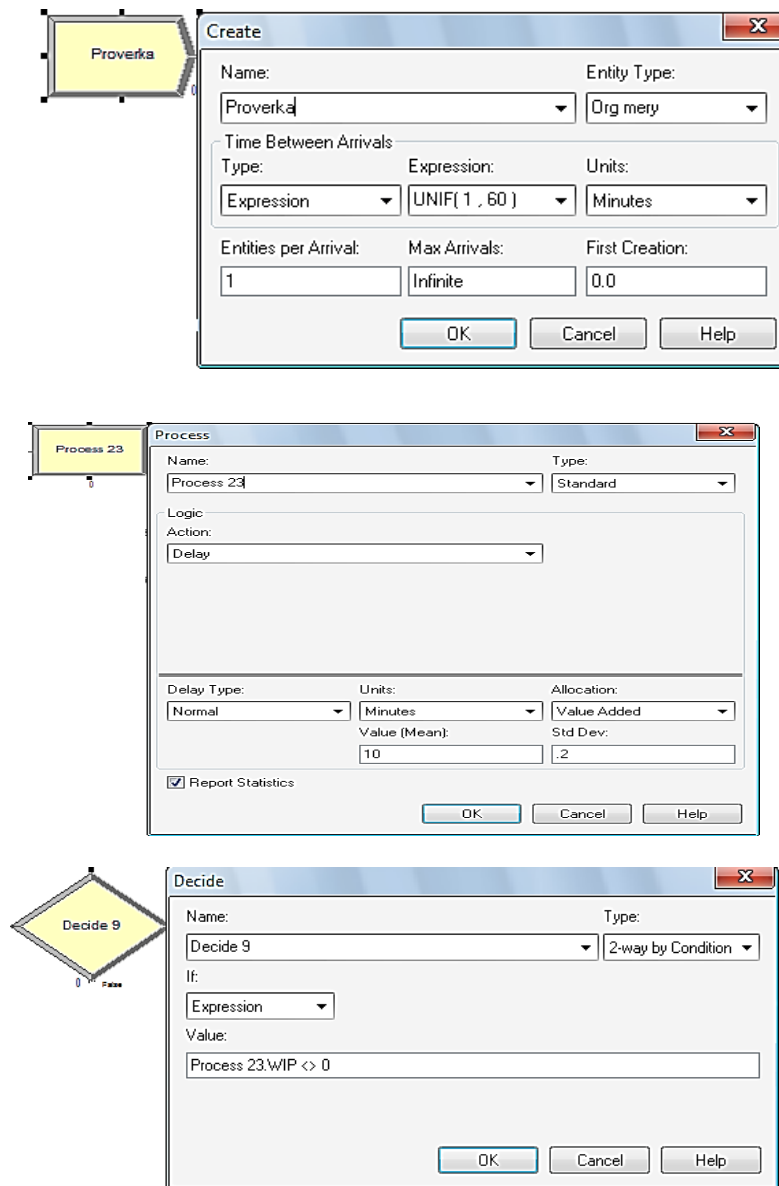 Proverka
0
Create
Name:
Entity Type:
Proverka
Org mery
Time Between Arrivals
Type:
Expression:
Units:
Expression
UNIF( 1 , 60 )
Minutes
Entities per Arrival:
Max Arrivals:
First Creation:
1
Infinite
0.0
OK
Cancel
Help
Process 23
0
Process
Name:
Type:
Process 23
Standard
Logic
Action:
Delay
Delay Type:
Units:
Allocation:
Normal
Minutes
Value Added
Value (Mean):
Std Dev:
10
.2
Report Statistics
OK
Cancel
Help
Decide 9
0
False
Decide
Name:
Type:
Decide 9
2-way by Condition
If:
Expression
Value:
Process 23.WIP <> 0
OK
Cancel
Help